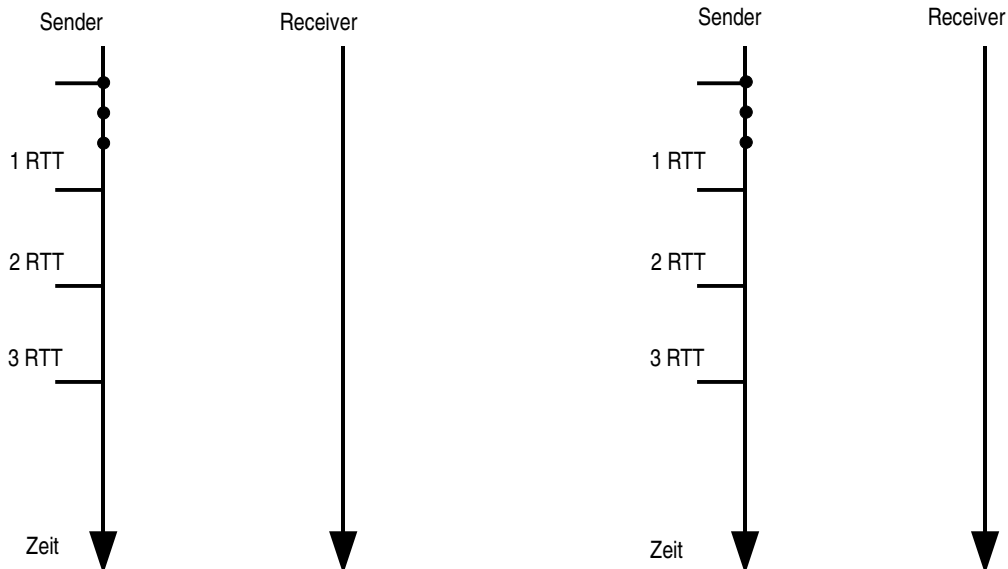 Sender Receiver
1 RTT
2 RTT
3 RTT
Zeit
Sender Receiver
1 RTT
2 RTT
3 RTT
Zeit